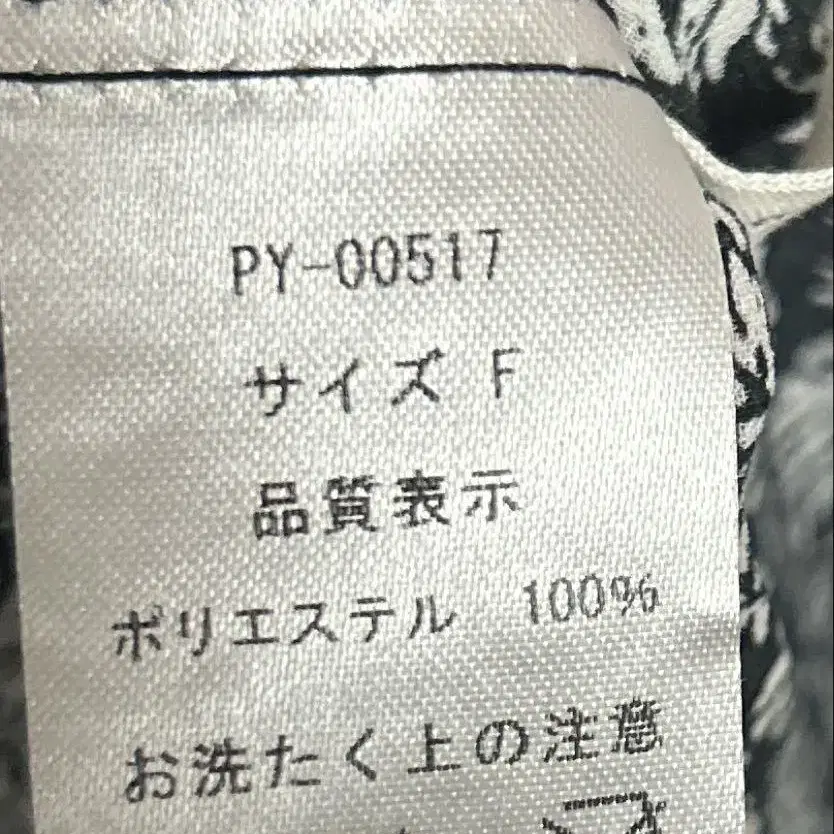 PY-00517
サイズ F
品質表示
ポリエステル 100%
お洗たく上の注意